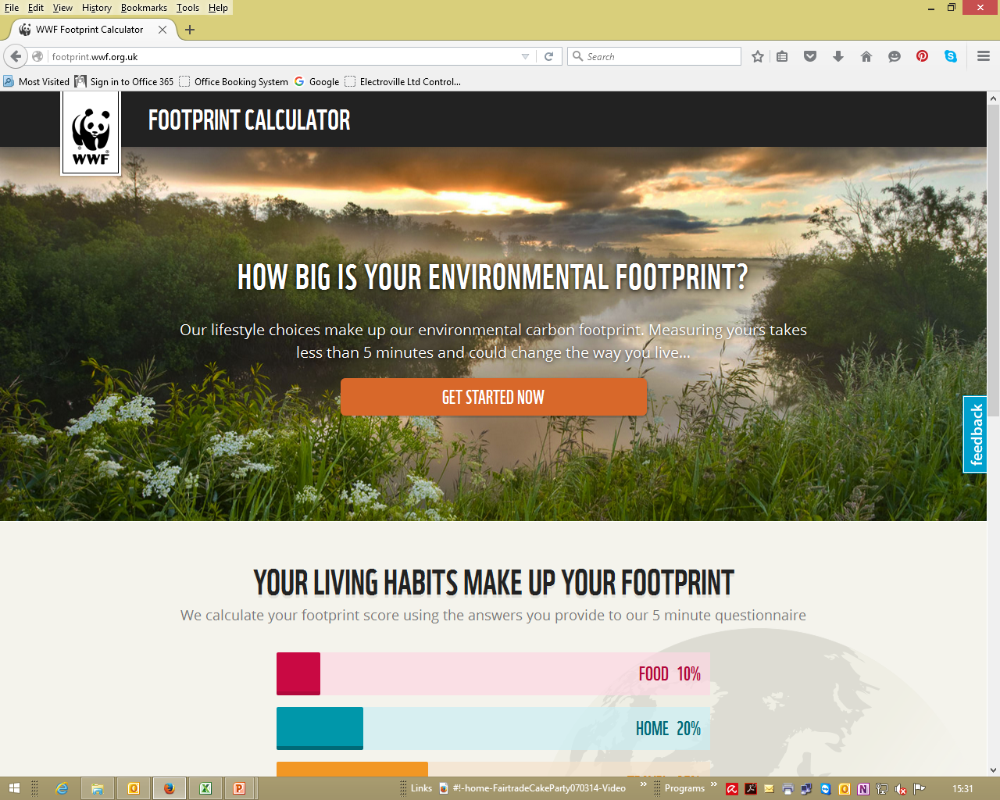 File Edit View History Bookmarks Tools Help
WWF Footprint Calculator
footprint.wwf.org.uk
Search
Most Visited Sign in to Office 365 Office Booking System Google Electroville Ltd Control...
WWF
FOOTPRINT CALCULATOR
HOW BIG IS YOUR ENVIRONMENTAL FOOTPRINT?
Our lifestyle choices make up our environmental carbon footprint. Measuring yours takes
less than 5 minutes and could change the way you live...
GET STARTED NOW
feedback
YOUR LIVING HABITS MAKE UP YOUR FOOTPRINT
We calculate your footprint score using the answers you provide to our 5 minute questionnaire
FOOD 10%
HOME 20%
Links #!-home-FairtradeCakeParty070314-Video Programs 15:31